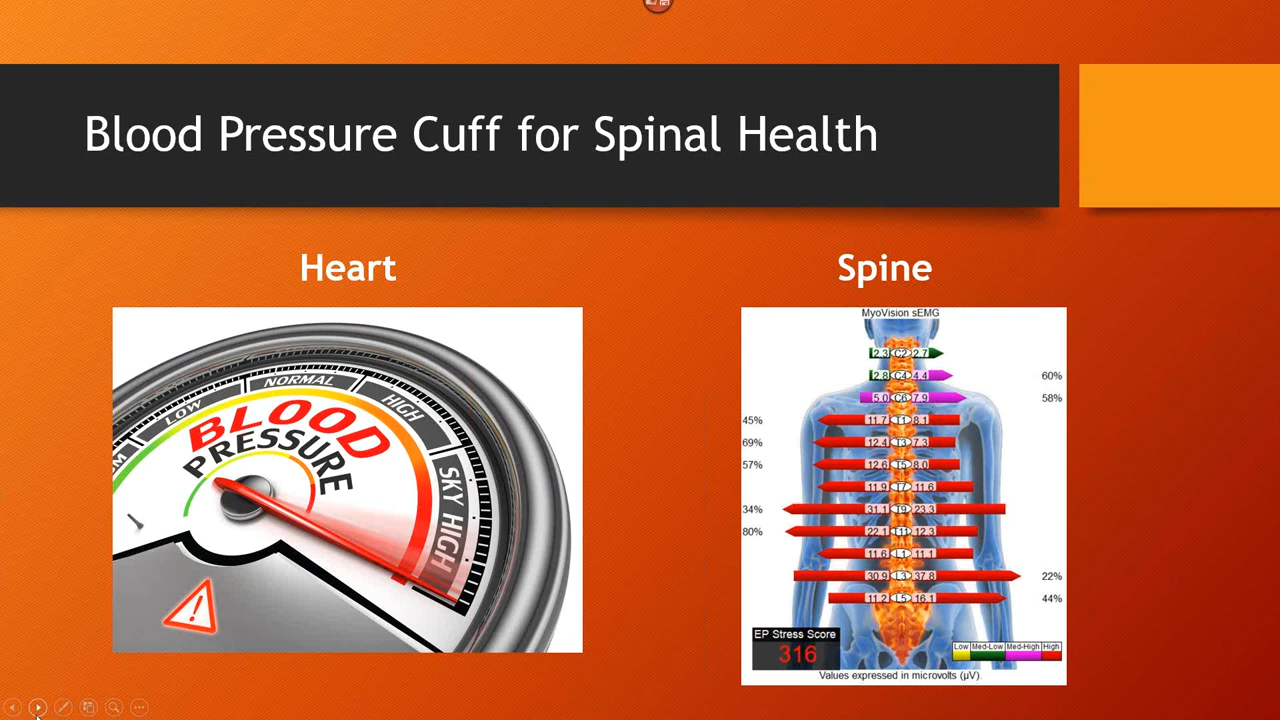 Blood Pressure Cuff for Spinal Health
Heart
Spine
LOW
NORMAL
HIGH
SKY HIGH
BLOOD
PRESSURE
MyoVision sEMG
2.3 C2 2.7
2.8 C4 4.4 60%
5.0 C6 7.9 58%
45% 11.7 T1 8.1
69% 12.4 T3 7.3
57% 12.6 T5 8.0
11.9 T7 11.6
34% 31.1 T9 23.3
80% 22.1 T11 12.3
11.6 L1 11.1
30.9 L3 37.8 22%
11.2 L5 16.1 44%
EP Stress Score
316
Low Med-Low Med-High High
Values expressed in microvolts (µV).